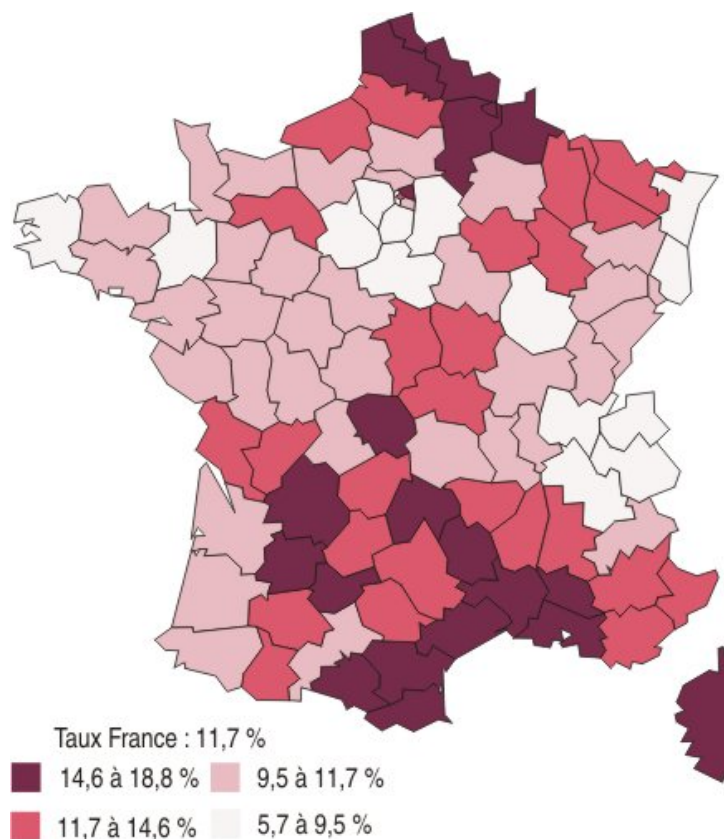 Taux France : 11,7 %
14,6 à 18,8 %
9,5 à 11,7 %
11,7 à 14,6 %
5,7 à 9,5 %